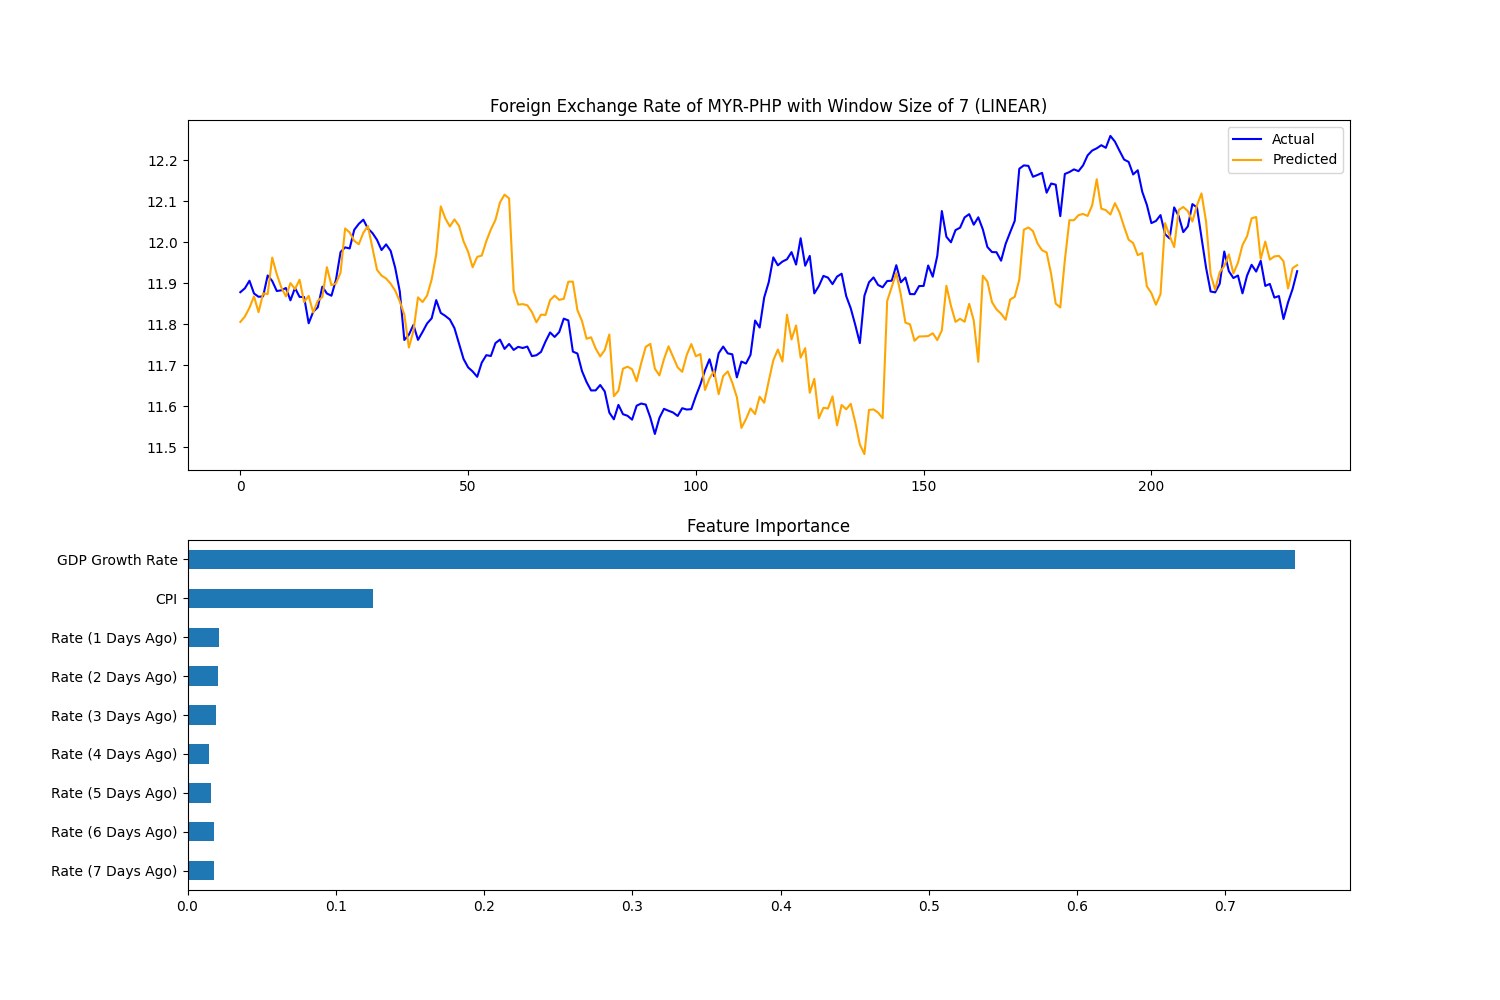 Foreign Exchange Rate of MYR-PHP with Window Size of 7 (LINEAR)
Actual
Predicted
12.2
12.1
12.0
11.9
11.8
11.7
11.6
11.5
0 50 100 150 200
Feature Importance
GDP Growth Rate
CPI
Rate (1 Days Ago)
Rate (2 Days Ago)
Rate (3 Days Ago)
Rate (4 Days Ago)
Rate (5 Days Ago)
Rate (6 Days Ago)
Rate (7 Days Ago)
0.0 0.1 0.2 0.3 0.4 0.5 0.6 0.7